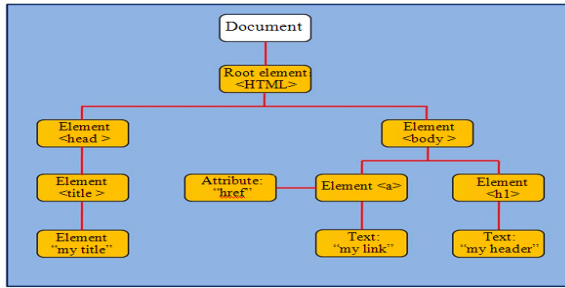 Document
Root element:
<HTML>
Element
<head >
Element
<body >
Element
<title >
Attribute:
“href”
Element <a>
Element
<h1>
Element
“my title”
Text:
“my link”
Text:
“my header”